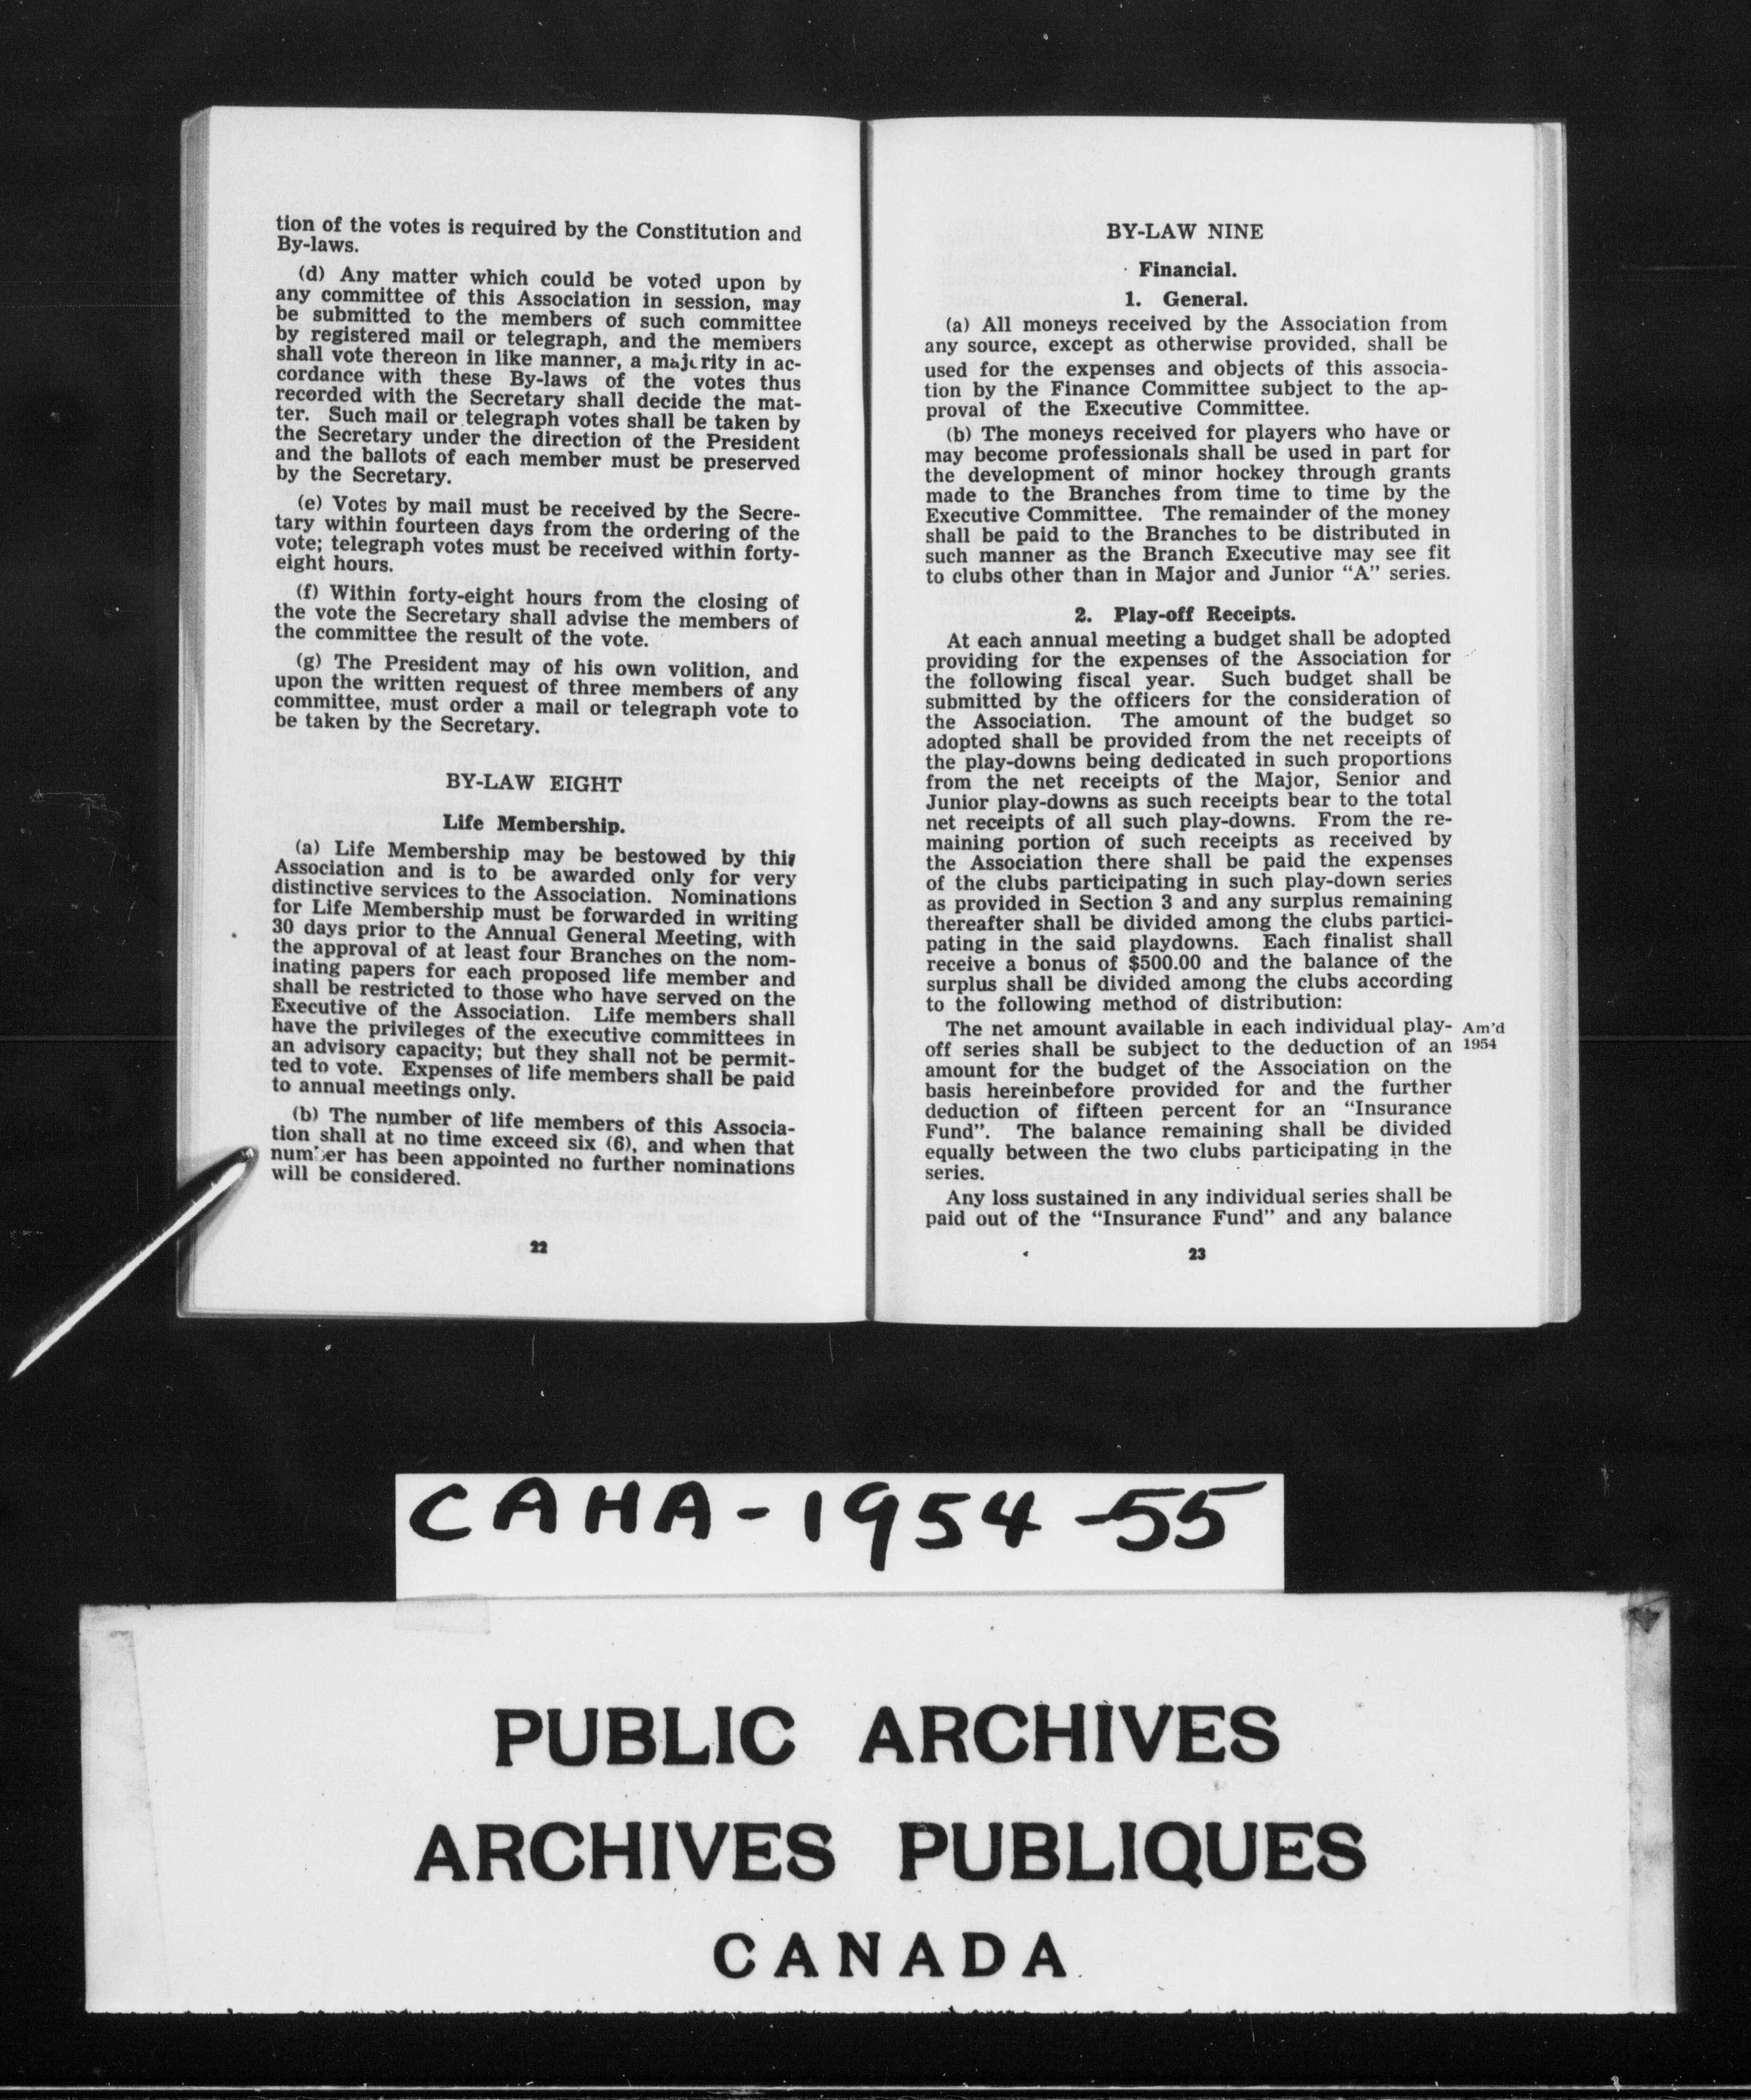 tion of the votes is required by the Constitution and
By-laws.
(d) Any matter which could be voted upon by
any committee of this Association in session, may
be submitted to the members of such committee
by registered mail or telegraph, and the members
shall vote thereon in like manner, a majority in ac-
cordance with these By-laws of the votes thus
recorded with the Secretary shall decide the mat-
ter. Such mail or telegraph votes shall be taken by
the Secretary under the direction of the President
and the ballots of each member must be preserved
by the Secretary.
(e) Votes by mail must be received by the Secre-
tary within fourteen days from the ordering of the
vote; telegraph votes must be received within forty-
eight hours.
(f) Within forty-eight hours from the closing of
the vote the Secretary shall advise the members of
the committee the result of the vote.
(g) The President may of his own volition, and
upon the written request of three members of any
committee, must order a mail or telegraph vote to
be taken by the Secretary.
BY-LAW EIGHT
Life Membership.
(a) Life Membership may be bestowed by this
Association and is to be awarded only for very
distinctive services to the Association. Nominations
for Life Membership must be forwarded in writing
30 days prior to the Annual General Meeting, with
the approval of at least four Branches on the nom-
inating papers for each proposed life member and
shall be restricted to those who have served on the
Executive of the Association. Life members shall
have the privileges of the executive committees in
an advisory capacity; but they shall not be permit-
ted to vote. Expenses of life members shall be paid
to annual meetings only.
(b) The number of life members of this Associa-
tion shall at no time exceed six (6), and when that
number has been appointed no further nominations
will be considered.
22
BY-LAW NINE
Financial.
1. General.
(a) All moneys received by the Association from
any source, except as otherwise provided, shall be
used for the expenses and objects of this associa-
tion by the Finance Committee subject to the ap-
proval of the Executive Committee.
(b) The moneys received for players who have or
may become professionals shall be used in part for
the development of minor hockey through grants
made to the Branches from time to time by the
Executive Committee. The remainder of the money
shall be paid to the Branches to be distributed in
such manner as the Branch Executive may see fit
to clubs other than in Major and Junior "A" series.
2. Play-off Receipts.
At each annual meeting a budget shall be adopted
providing for the expenses of the Association for
the following fiscal year. Such budget shall be
submitted by the officers for the consideration of
the Association. The amount of the budget so
adopted shall be provided from the net receipts of
the play-downs being dedicated in such proportions
from the net receipts of the Major, Senior and
Junior play-downs as such receipts bear to the total
net receipts of all such play-downs. From the re-
maining portion of such receipts as received by
the Association there shall be paid the expenses
of the clubs participating in such play-down series
as provided in Section 3 and any surplus remaining
thereafter shall be divided among the clubs partici-
pating in the said playdowns. Each finalist shall
receive a bonus of $500.00 and the balance of the
surplus shall be divided among the clubs according
to the following method of distribution:
The net amount available in each individual play- Am'd
off series shall be subject to the deduction of an 1954
amount for the budget of the Association on the
basis hereinbefore provided for and the further
deduction of fifteen percent for an "Insurance
Fund". The balance remaining shall be divided
equally between the two clubs participating in the
series.
Any loss sustained in any individual series shall be
paid out of the "Insurance Fund" and any balance
23
CAHA-1954-55
PUBLIC ARCHIVES
ARCHIVES PUBLIQUES
CANADA